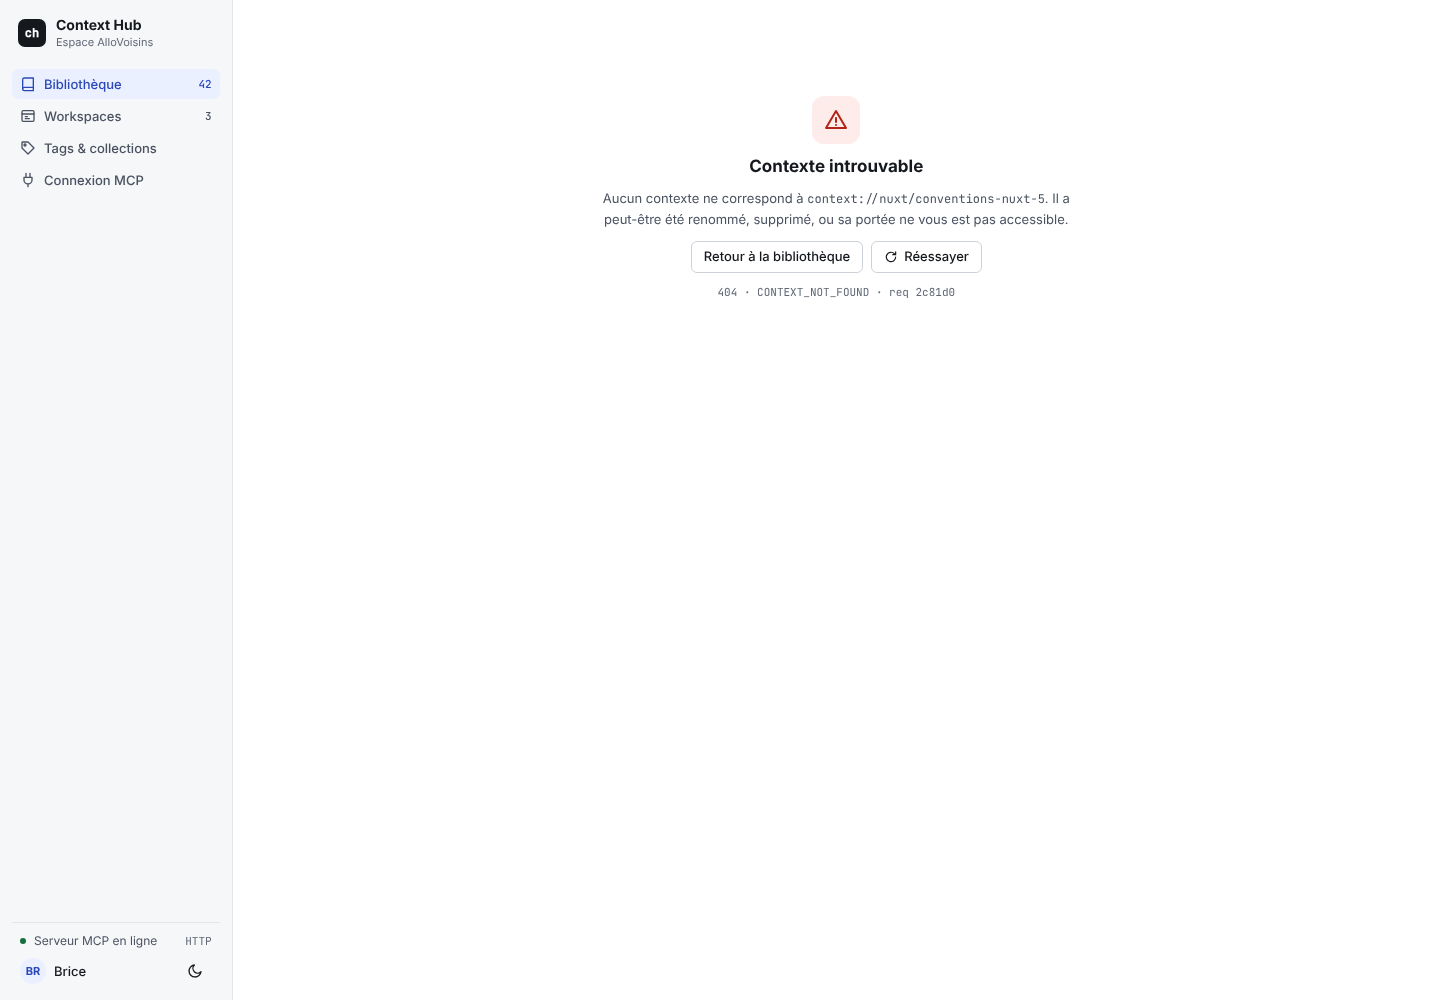 ch
Context Hub
Espace AlloVoisins
Bibliothèque 42
Workspaces 3
Tags & collections
Connexion MCP
Contexte introuvable
Aucun contexte ne correspond à context://nuxt/conventions-nuxt-5. Il a
peut-être été renommé, supprimé, ou sa portée ne vous est pas accessible.
Retour à la bibliothèque
Réessayer
404 · CONTEXT_NOT_FOUND · req 2c81d0
Serveur MCP en ligne HTTP
BR Brice